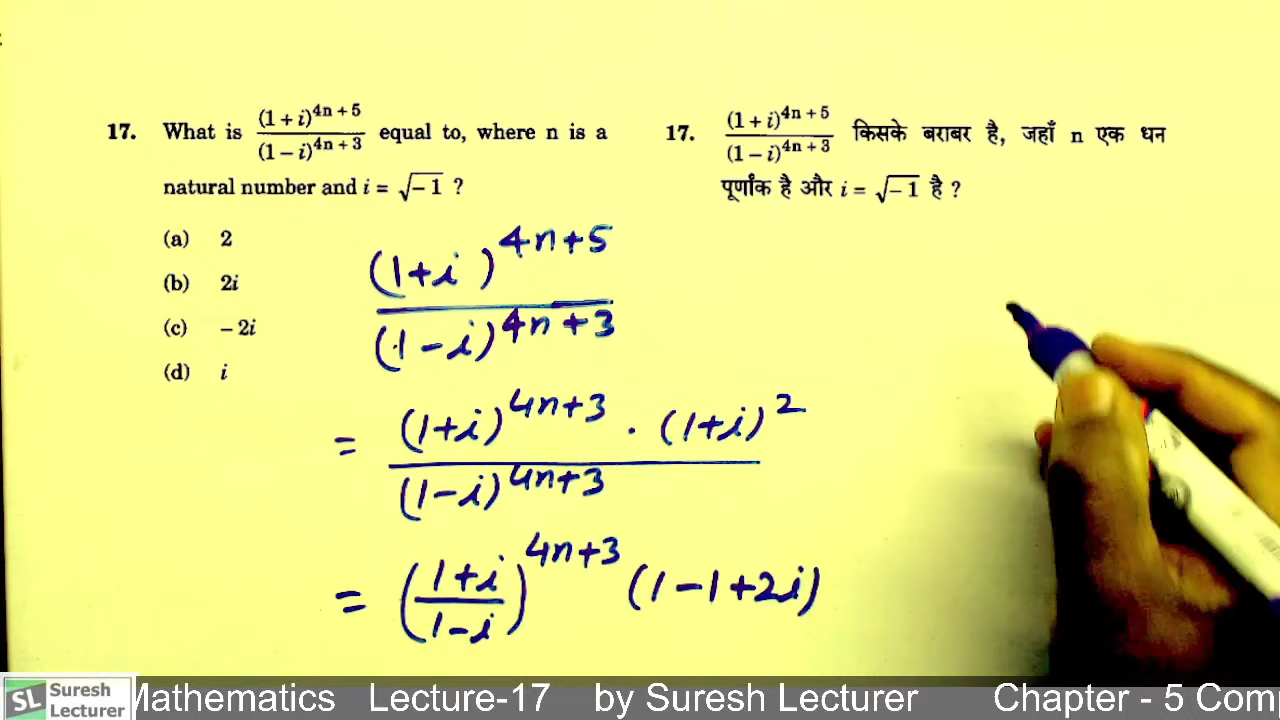 17. What is (1 + i)^{4n + 5} / (1 – i)^{4n + 3} equal to, where n is a
natural number and i = √–1 ?
(a) 2
(b) 2i
(c) – 2i
(d) i
17. (1 + i)^{4n + 5} / (1 – i)^{4n + 3} किसके बराबर है, जहाँ n एक धन
पूर्णांक है और i = √–1 है ?
(1+i)^{4n+5} / (1-i)^{4n+3}
= (1+i)^{4n+3} . (1+i)^2 / (1-i)^{4n+3}
= ((1+i)/(1-i))^{4n+3} (1-1+2i)
SL Suresh Lecturer
Mathematics Lecture-17 by Suresh Lecturer Chapter - 5 Com